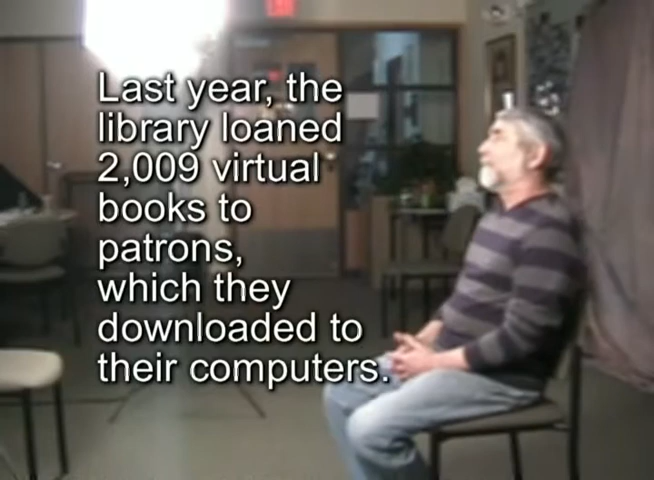 Last year, the
library loaned
2,009 virtual
books to
patrons,
which they
downloaded to
their computers.